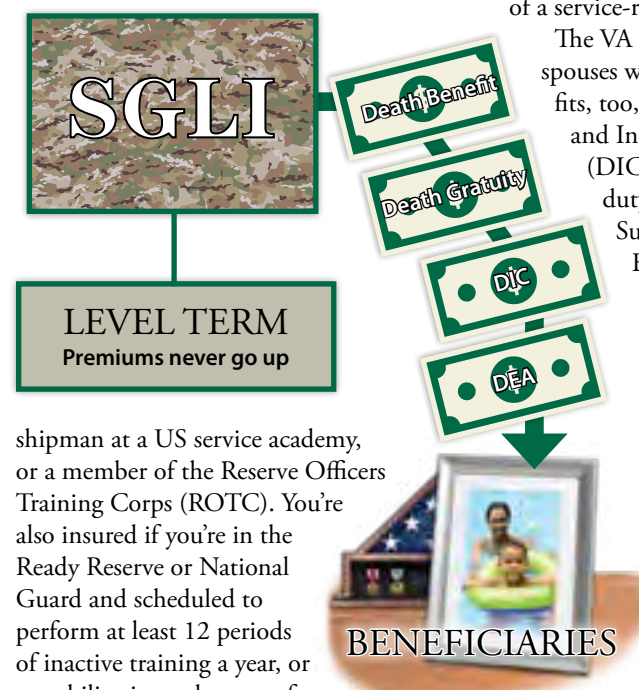 SGLI
LEVEL TERM
Premiums never go up
Death Benefit
Death Gratuity
DIC
DEA
BENEFICIARIES
of a service-r
The VA
spouses w
fits, too,
and In
(DIC
duty
Su
shipman at a US service academy,
or a member of the Reserve Officers
Training Corps (ROTC). You're
also insured if you're in the
Ready Reserve or National
Guard and scheduled to
perform at least 12 periods
of inactive training a year, or